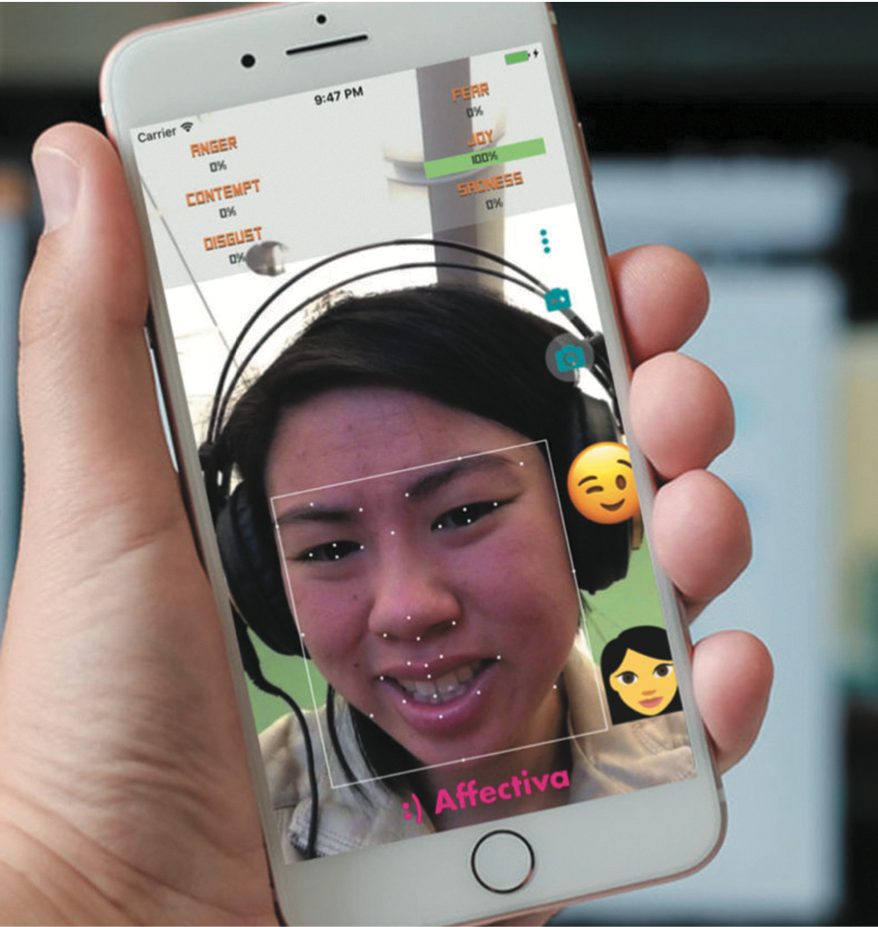 9:47 PM
Carrier
ANGER
0%
CONTEMPT
0%
DISGUST
0%
FEAR
0%
JOY
100%
SADNESS
0%
:) Affectiva